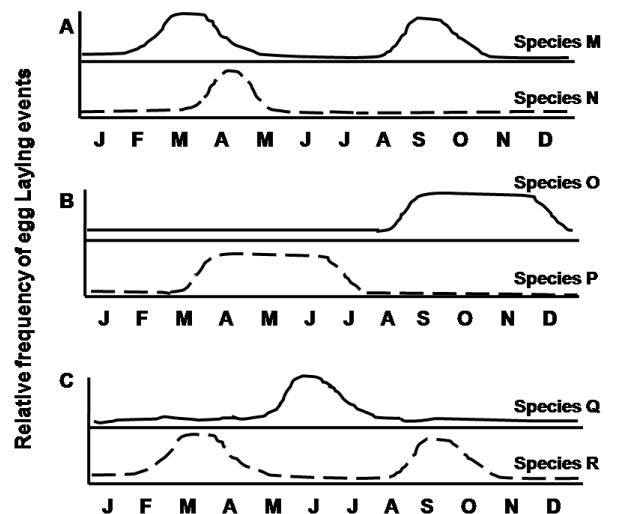 Relative frequency of egg Laying events
A
Species M
Species N
J F M A M J J A S O N D
B
Species O
Species P
J F M A M J J A S O N D
C
Species Q
Species R
J F M A M J J A S O N D